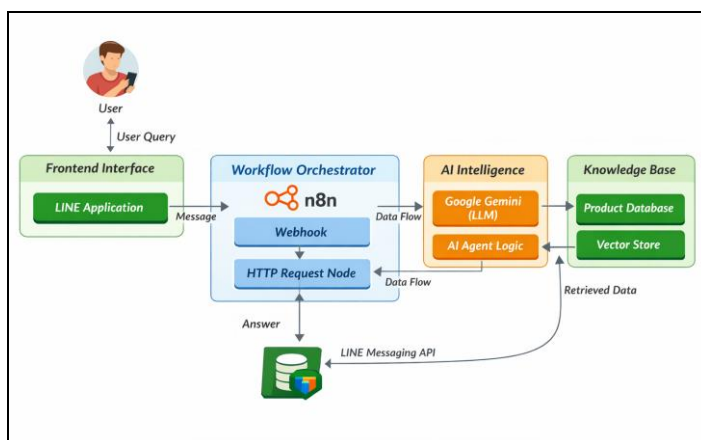 User
User Query
Frontend Interface
LINE Application
Message
Workflow Orchestrator
n8n
Webhook
HTTP Request Node
Data Flow
Data Flow
AI Intelligence
Google Gemini
(LLM)
AI Agent Logic
Knowledge Base
Product Database
Vector Store
Retrieved Data
Answer
LINE Messaging API